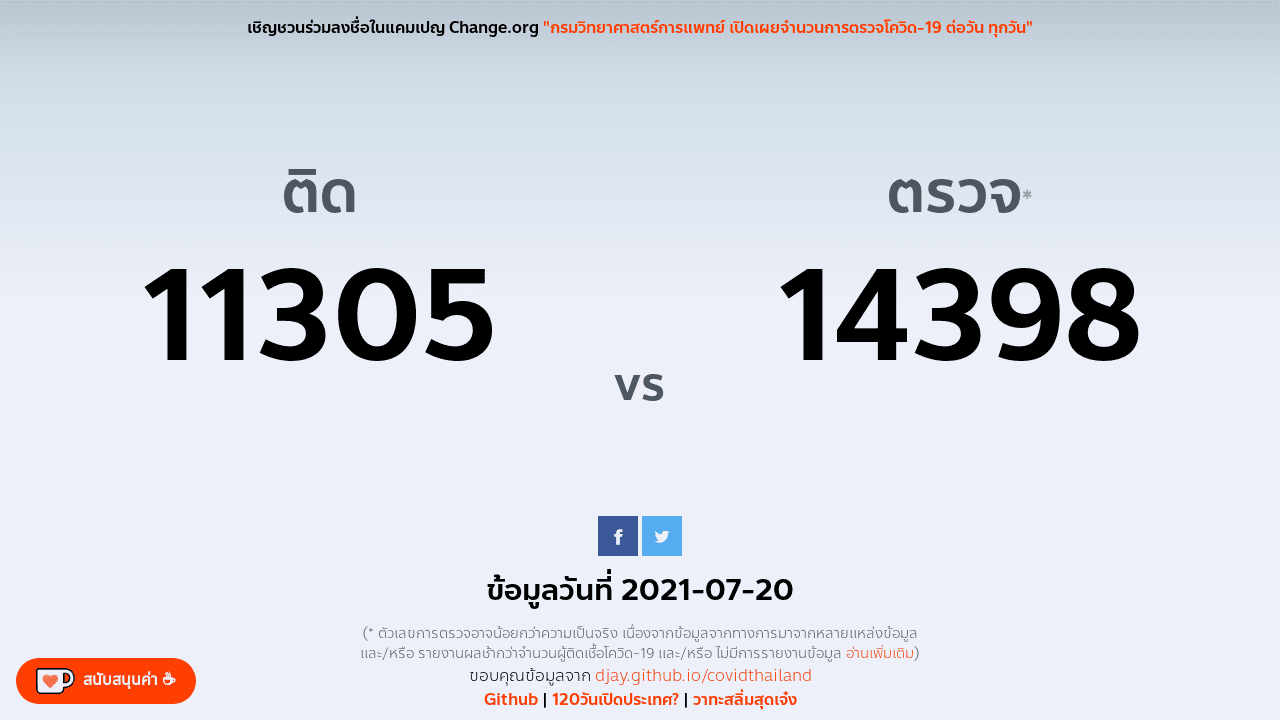 เชิญชวนร่วมลงชื่อในแคมเปญ Change.org "กรมวิทยาศาสตร์การแพทย์ เปิดเผยจำนวนการตรวจโควิด-19 ต่อวัน ทุกวัน"
ติด
11305
vs
ตรวจ*
14398
ข้อมูลวันที่ 2021-07-20
(* ตัวเลขการตรวจอาจน้อยกว่าความเป็นจริง เนื่องจากข้อมูลจากทางการมาจากหลายแหล่งข้อมูล
และ/หรือ รายงานผลช้ากว่าจำนวนผู้ติดเชื้อโควิด-19 และ/หรือ ไม่มีการรายงานข้อมูล อ่านเพิ่มเติม)
ขอบคุณข้อมูลจาก djay.github.io/covidthailand
Github | 120วันเปิดประเทศ? | วาทะสลิ่มสุดเจ๋ง
สนับสนุนค่า ☕